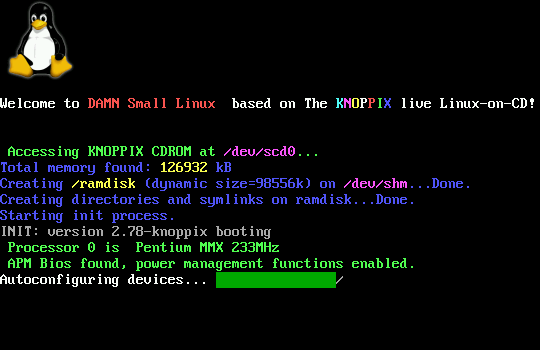 Welcome to DAMN Small Linux  based on The KNOPPIX live Linux-on-CD!
Accessing KNOPPIX CDROM at /dev/scd0...
Total memory found: 126932 kB
Creating /ramdisk (dynamic size=98556k) on /dev/shm...Done.
Creating directories and symlinks on ramdisk...Done.
Starting init process.
INIT: version 2.78-knoppix booting
Processor 0 is  Pentium MMX 233MHz
APM Bios found, power management functions enabled.
Autoconfiguring devices... /